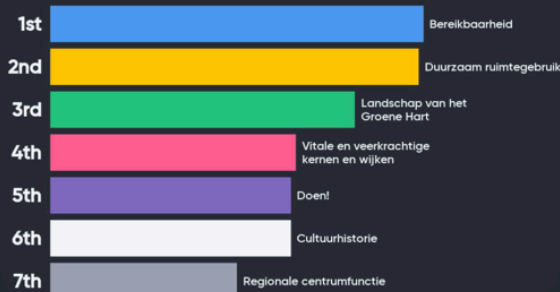 1st Bereikbaarheid
2nd Duurzaam ruimtegebruik
3rd Landschap van het
Groene Hart
4th Vitale en veerkrachtige
kernen en wijken
5th Doen!
6th Cultuurhistorie
7th Regionale centrumfunctie